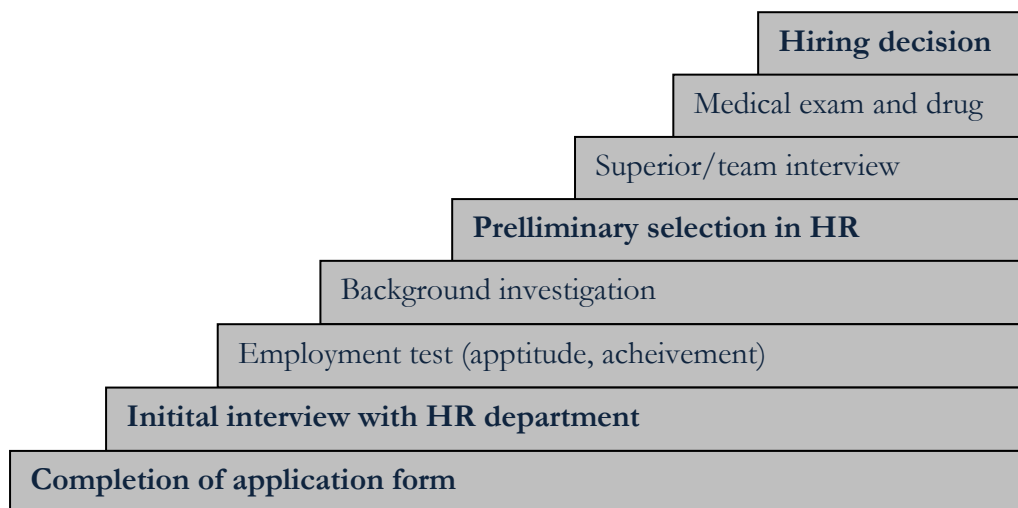 Hiring decision
Medical exam and drug
Superior/team interview
Prelliminary selection in HR
Background investigation
Employment test (apptitude, acheivement)
Initital interview with HR department
Completion of application form